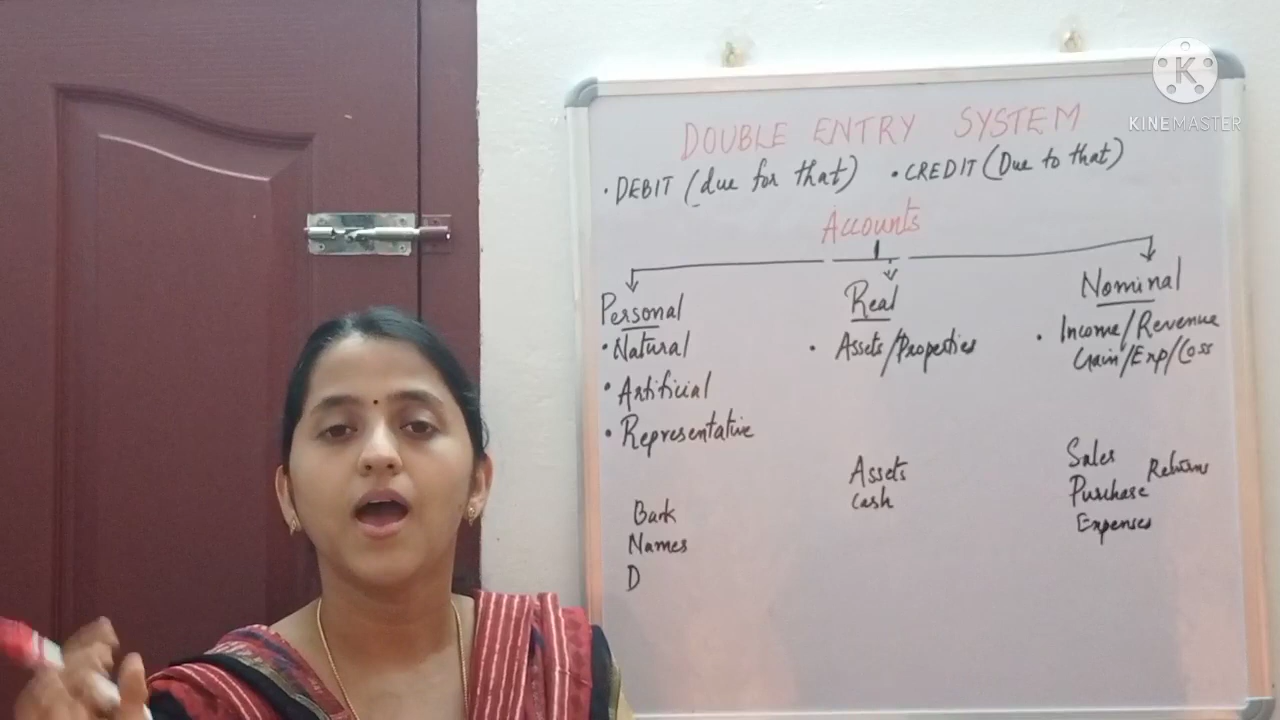 K
KINEMASTER
DOUBLE ENTRY SYSTEM
• DEBIT (due for that) • CREDIT (Due to that)
Accounts
Personal
• Natural
• Artificial
• Representative
Bank
Names
D
Real
• Assets/Properties
Assets
Cash
Nominal
• Income/Revenue
Gain/Exp/Loss
Sales
Purchase Returns
Expenses